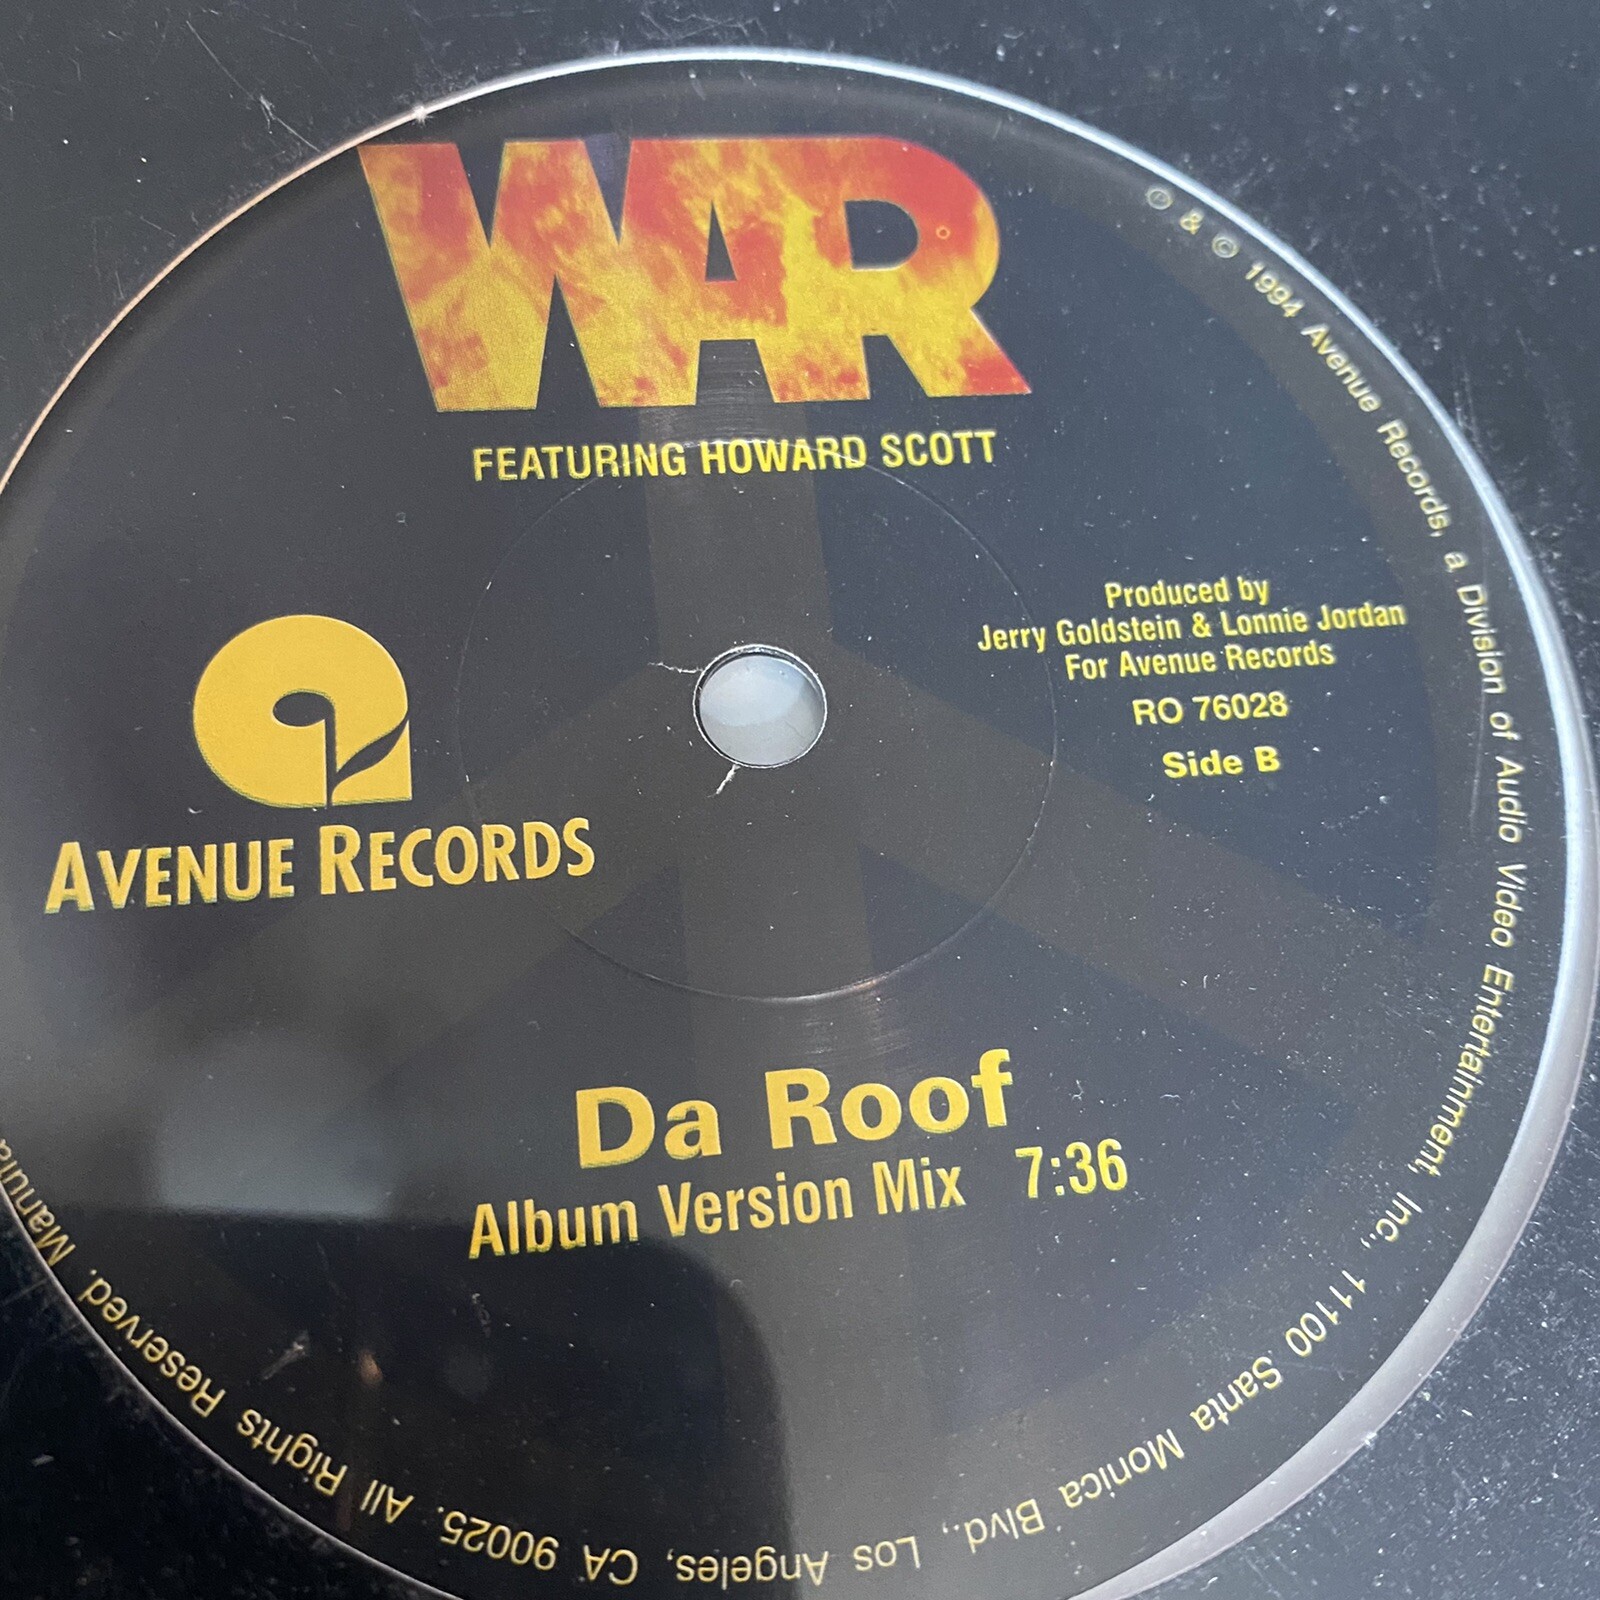 WAR
FEATURING HOWARD SCOTT
AVENUE RECORDS
Produced by
Jerry Goldstein & Lonnie Jordan
For Avenue Records
RO 76028
Side B
Da Roof
Album Version Mix 7:36
℗ & © 1994 Avenue Records, a Division of Audio Video Entertainment, Inc., 11100 Santa Monica Blvd., Los Angeles, CA 90025. All Rights Reserved.